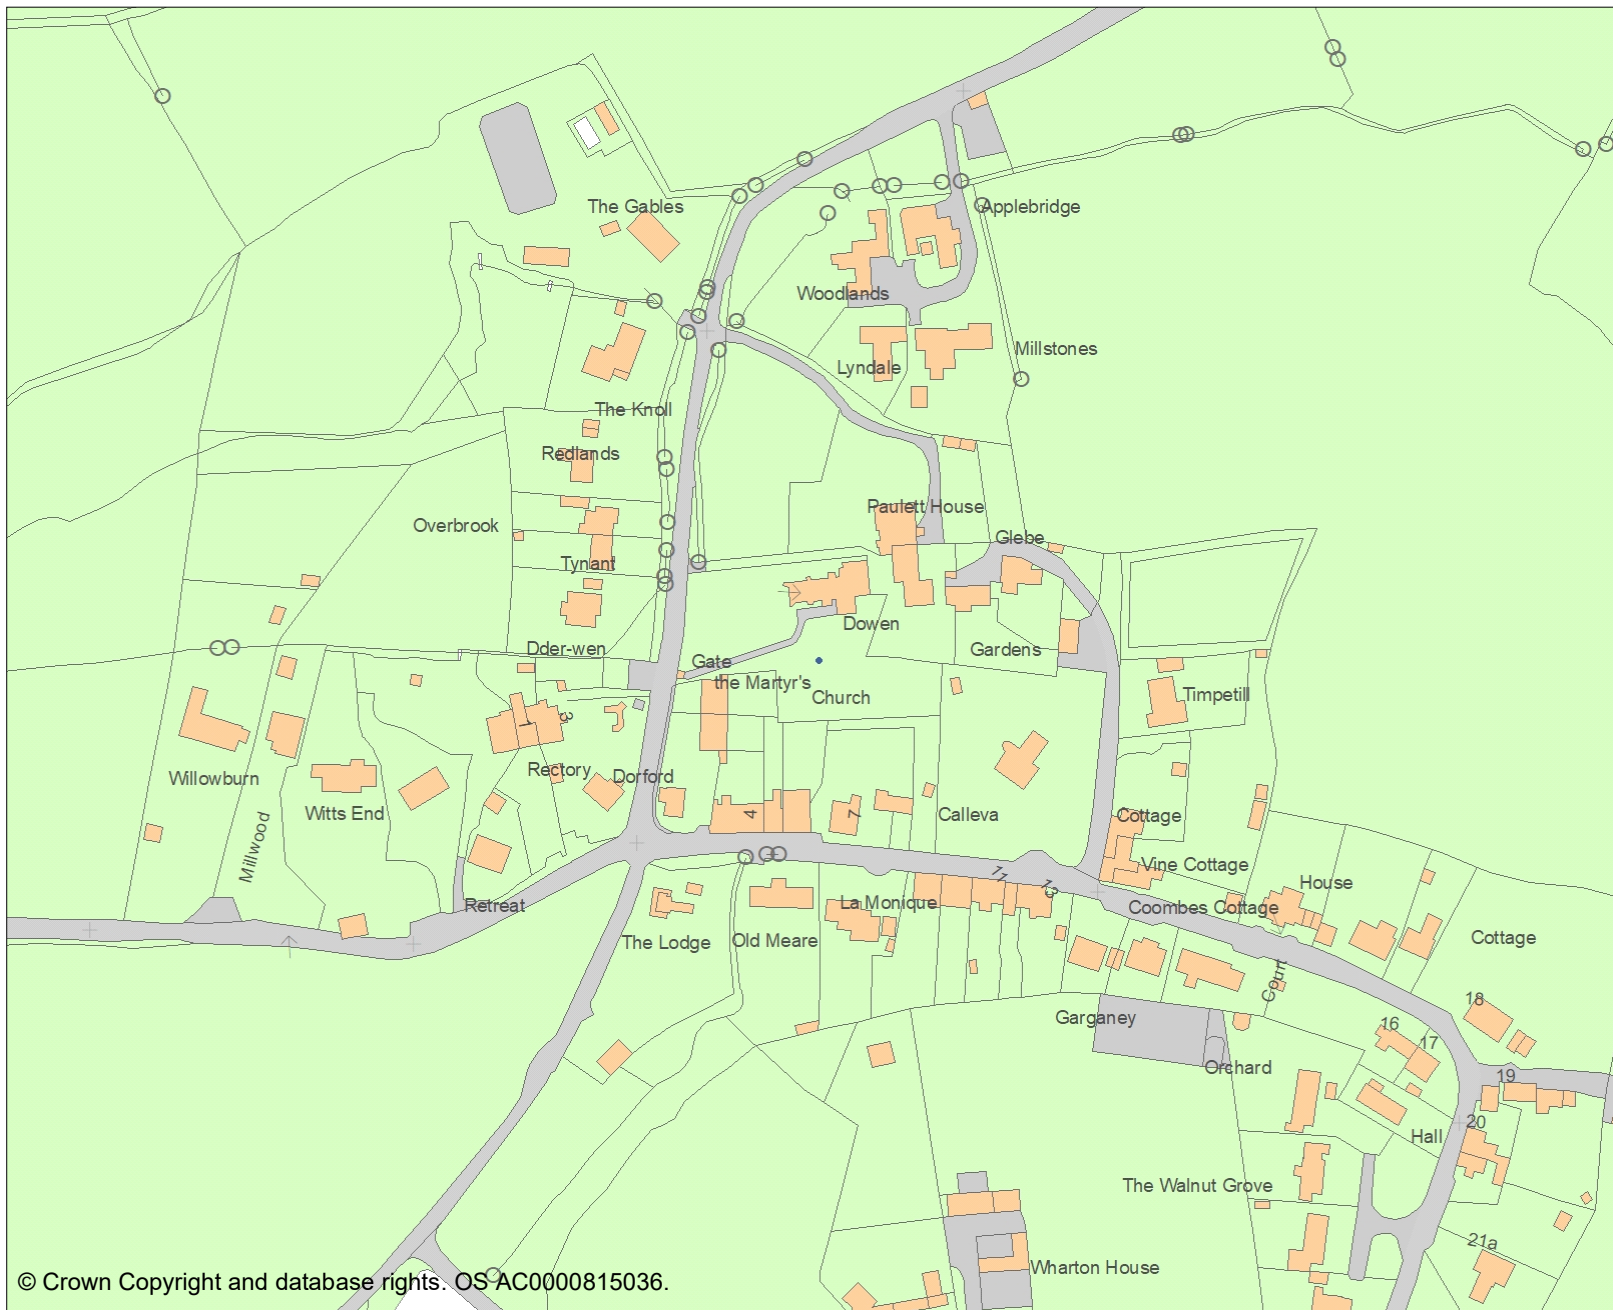 The Gables
Applebridge
Woodlands
Millstones
Lyndale
The Knoll
Redlands
Paulett House
Overbrook
Glebe
Tynant
Dowen
Dder-wen
Gardens
Gate
the Martyr's
Church
Timpetill
1
3
Rectory
Dorford
Willowburn
Witts End
Millwood
4
7
Calleva
Cottage
Vine Cottage
11
13
House
Retreat
La Monique
Coombes Cottage
The Lodge
Old Meare
Cottage
Court
Garganey
18
16
17
Orchard
19
20
Hall
The Walnut Grove
21a
Wharton House
© Crown Copyright and database rights. OS AC0000815036.